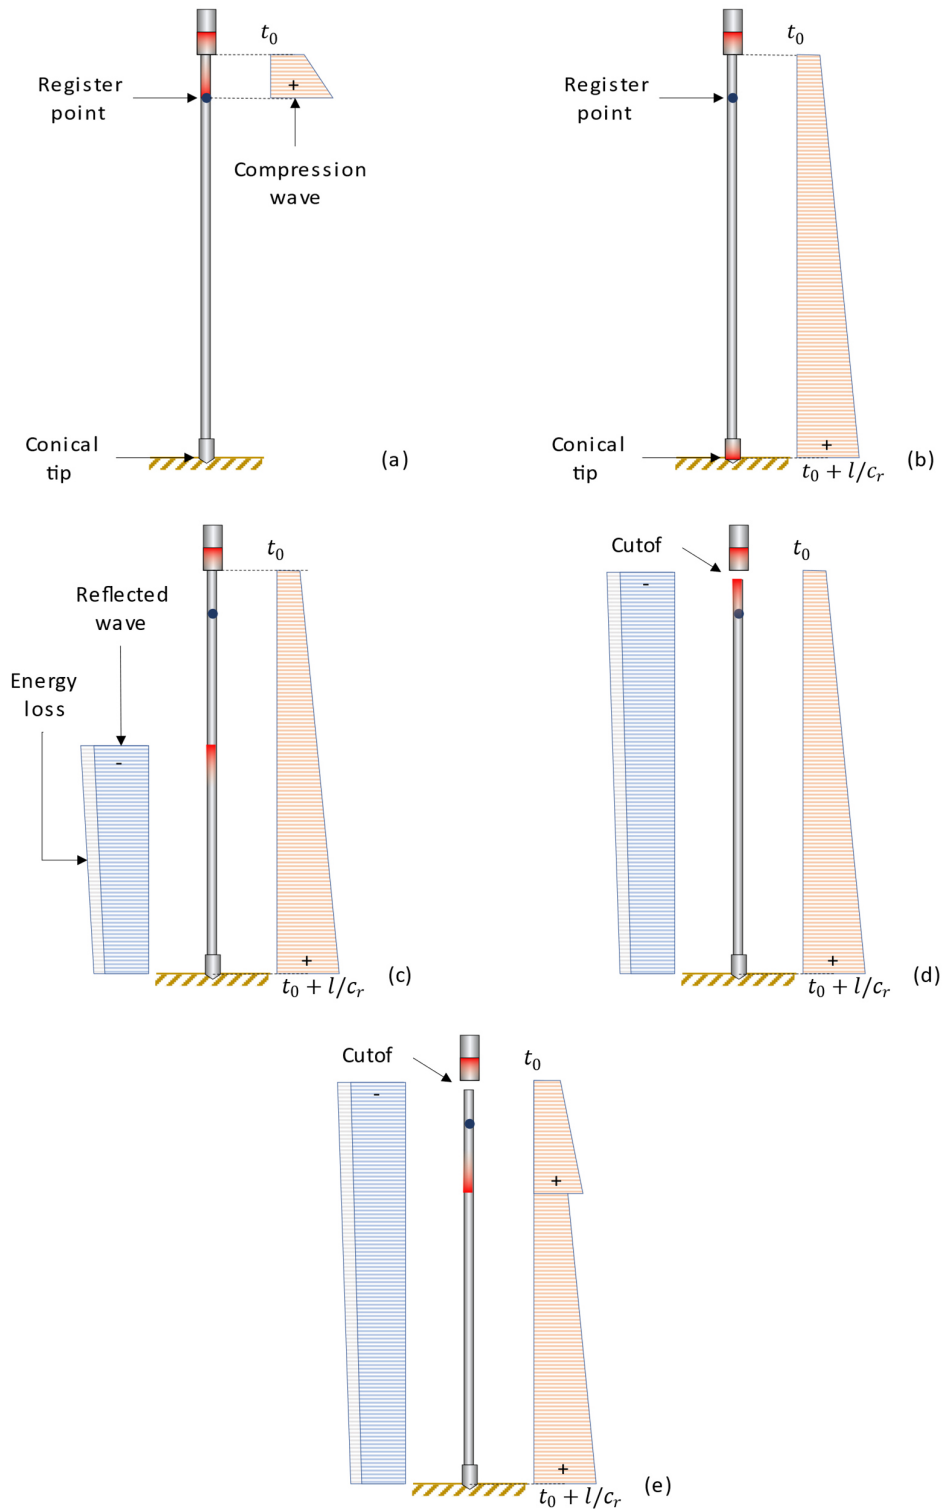 t₀
Register
point
+
Compression
wave
Conical
tip
(a)
t₀
Register
point
Conical
tip
+
t₀ + l/cᵣ
(b)
t₀
Reflected
wave
Energy
loss
-
+
t₀ + l/cᵣ
(c)
Cutof
t₀
-
+
t₀ + l/cᵣ
(d)
Cutof
t₀
-
+
+
t₀ + l/cᵣ
(e)